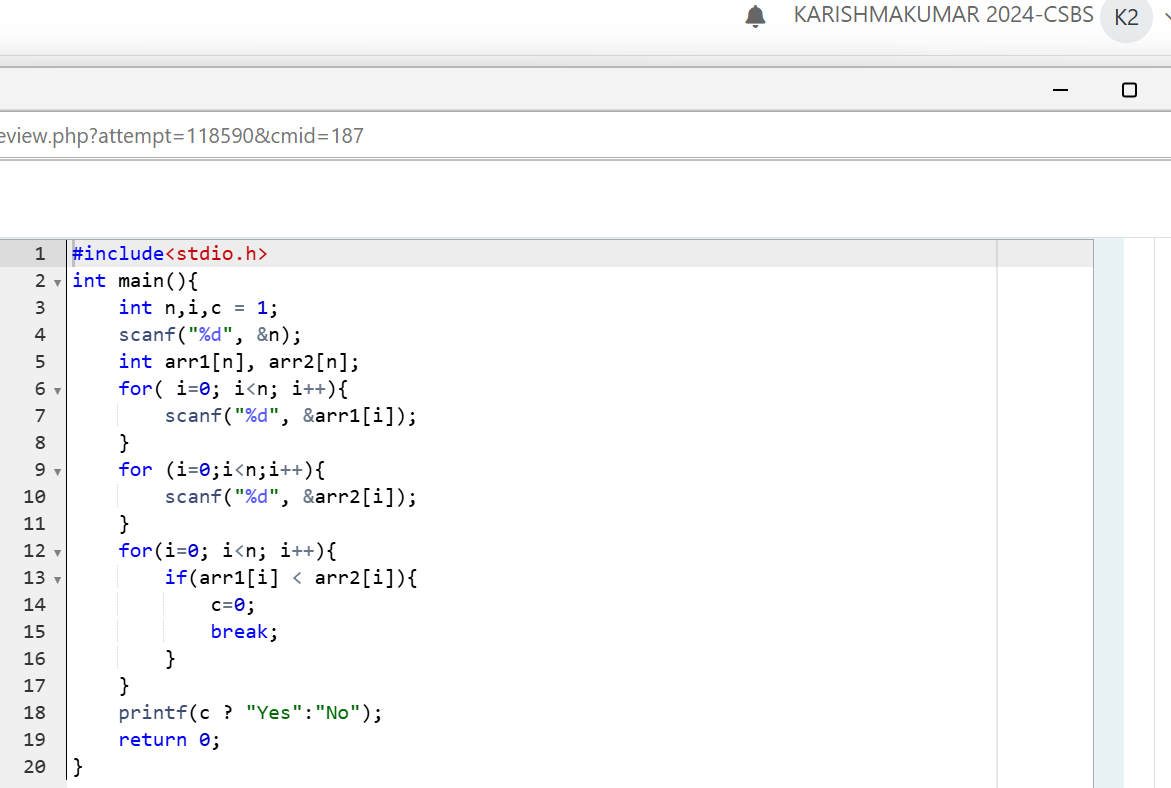 KARISHMAKUMAR 2024-CSBS K2
eview.php?attempt=118590&cmid=187
1 #include<stdio.h>
2 int main(){
3     int n,i,c = 1;
4     scanf("%d", &n);
5     int arr1[n], arr2[n];
6     for( i=0; i<n; i++){
7         scanf("%d", &arr1[i]);
8     }
9     for (i=0;i<n;i++){
10         scanf("%d", &arr2[i]);
11     }
12     for(i=0; i<n; i++){
13         if(arr1[i] < arr2[i]){
14             c=0;
15             break;
16         }
17     }
18     printf(c ? "Yes":"No");
19     return 0;
20 }